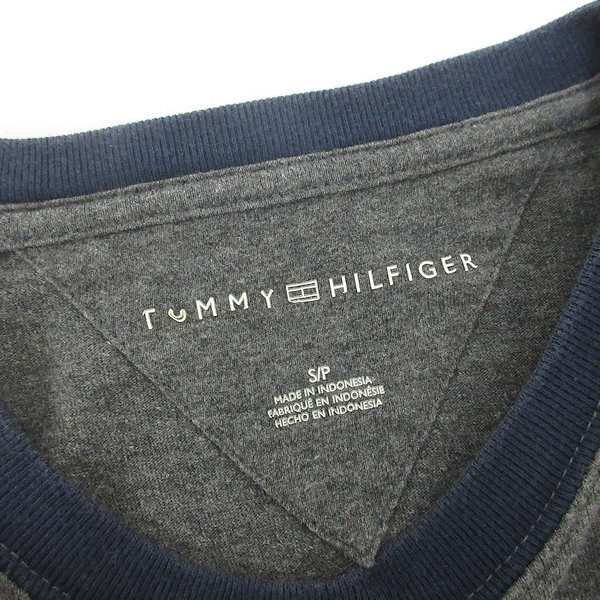 TOMMY HILFIGER
S/P
MADE IN INDONESIA
FABRIQUÉ EN INDONÉSIE
HECHO EN INDONESIA